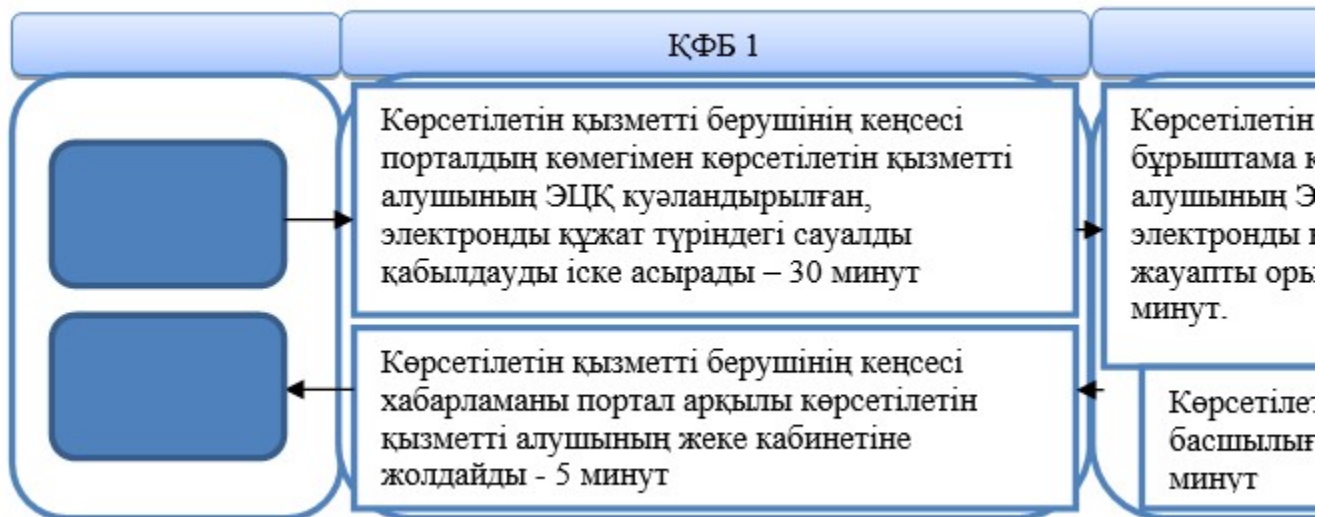 ҚФБ 1
Көрсетілетін қызметті берушінің кеңсесі
порталдың көмегімен көрсетілетін қызметті
алушының ЭЦҚ куәландырылған,
электронды құжат түріндегі сауалды
қабылдауды іске асырады – 30 минут
Көрсетілетін қызметті берушінің кеңсесі
хабарламаны портал арқылы көрсетілетін
қызметті алушының жеке кабинетіне
жолдайды - 5 минут
Көрсетілетін
бұрыштама
алушының
электронды
жауапты
минут.
минут